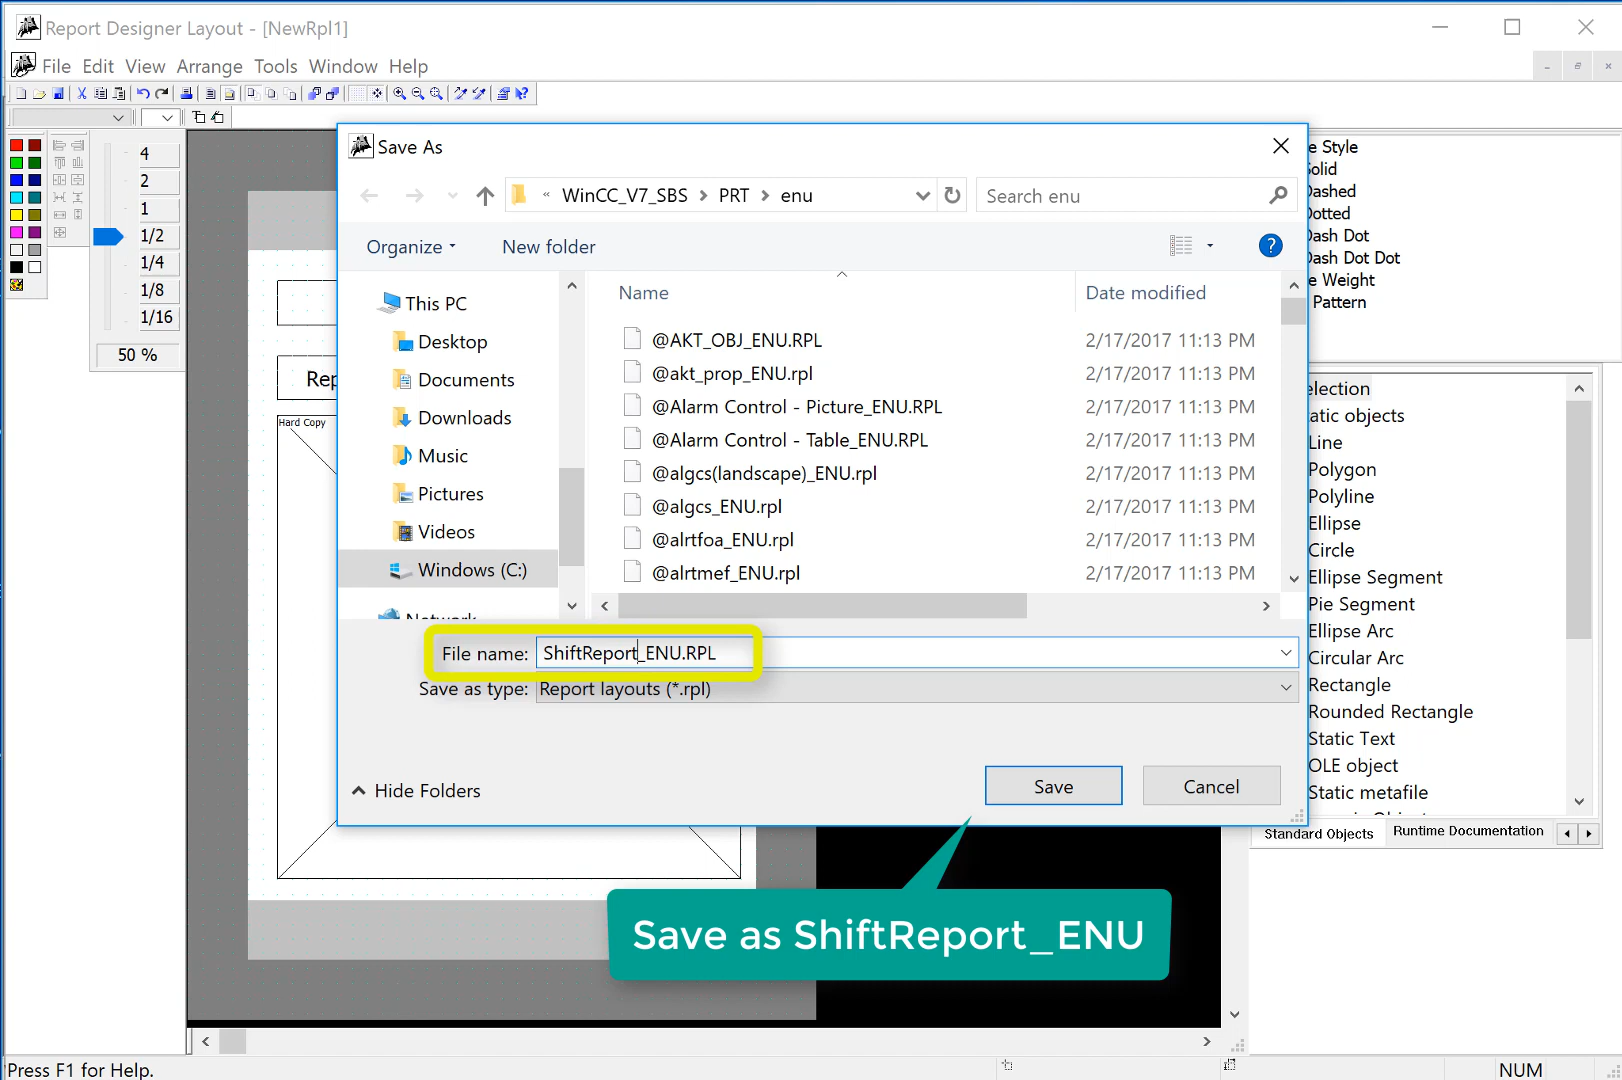 Report Designer Layout - [NewRpl1]
File Edit View Arrange Tools Window Help
4
2
1
1/2
1/4
1/8
1/16
50 %
Rep
Hard Copy
Save As
« WinCC_V7_SBS > PRT > enu
Search enu
Organize
New folder
?
This PC
Desktop
Documents
Downloads
Music
Pictures
Videos
Windows (C:)
Network
Name Date modified
@AKT_OBJ_ENU.RPL 2/17/2017 11:13 PM
@akt_prop_ENU.rpl 2/17/2017 11:13 PM
@Alarm Control - Picture_ENU.RPL 2/17/2017 11:13 PM
@Alarm Control - Table_ENU.RPL 2/17/2017 11:13 PM
@algcs(landscape)_ENU.rpl 2/17/2017 11:13 PM
@algcs_ENU.rpl 2/17/2017 11:13 PM
@alrtfoa_ENU.rpl 2/17/2017 11:13 PM
@alrtmef_ENU.rpl 2/17/2017 11:13 PM
File name: ShiftReport_ENU.RPL
Save as type: Report layouts (*.rpl)
Hide Folders
Save
Cancel
Save as ShiftReport_ENU
e Style
Solid
Dashed
Dotted
Dash Dot
Dash Dot Dot
e Weight
Pattern
election
atic objects
Line
Polygon
Polyline
Ellipse
Circle
Ellipse Segment
Pie Segment
Ellipse Arc
Circular Arc
Rectangle
Rounded Rectangle
Static Text
OLE object
Static metafile
Standard Objects
Runtime Documentation
Press F1 for Help.
NUM